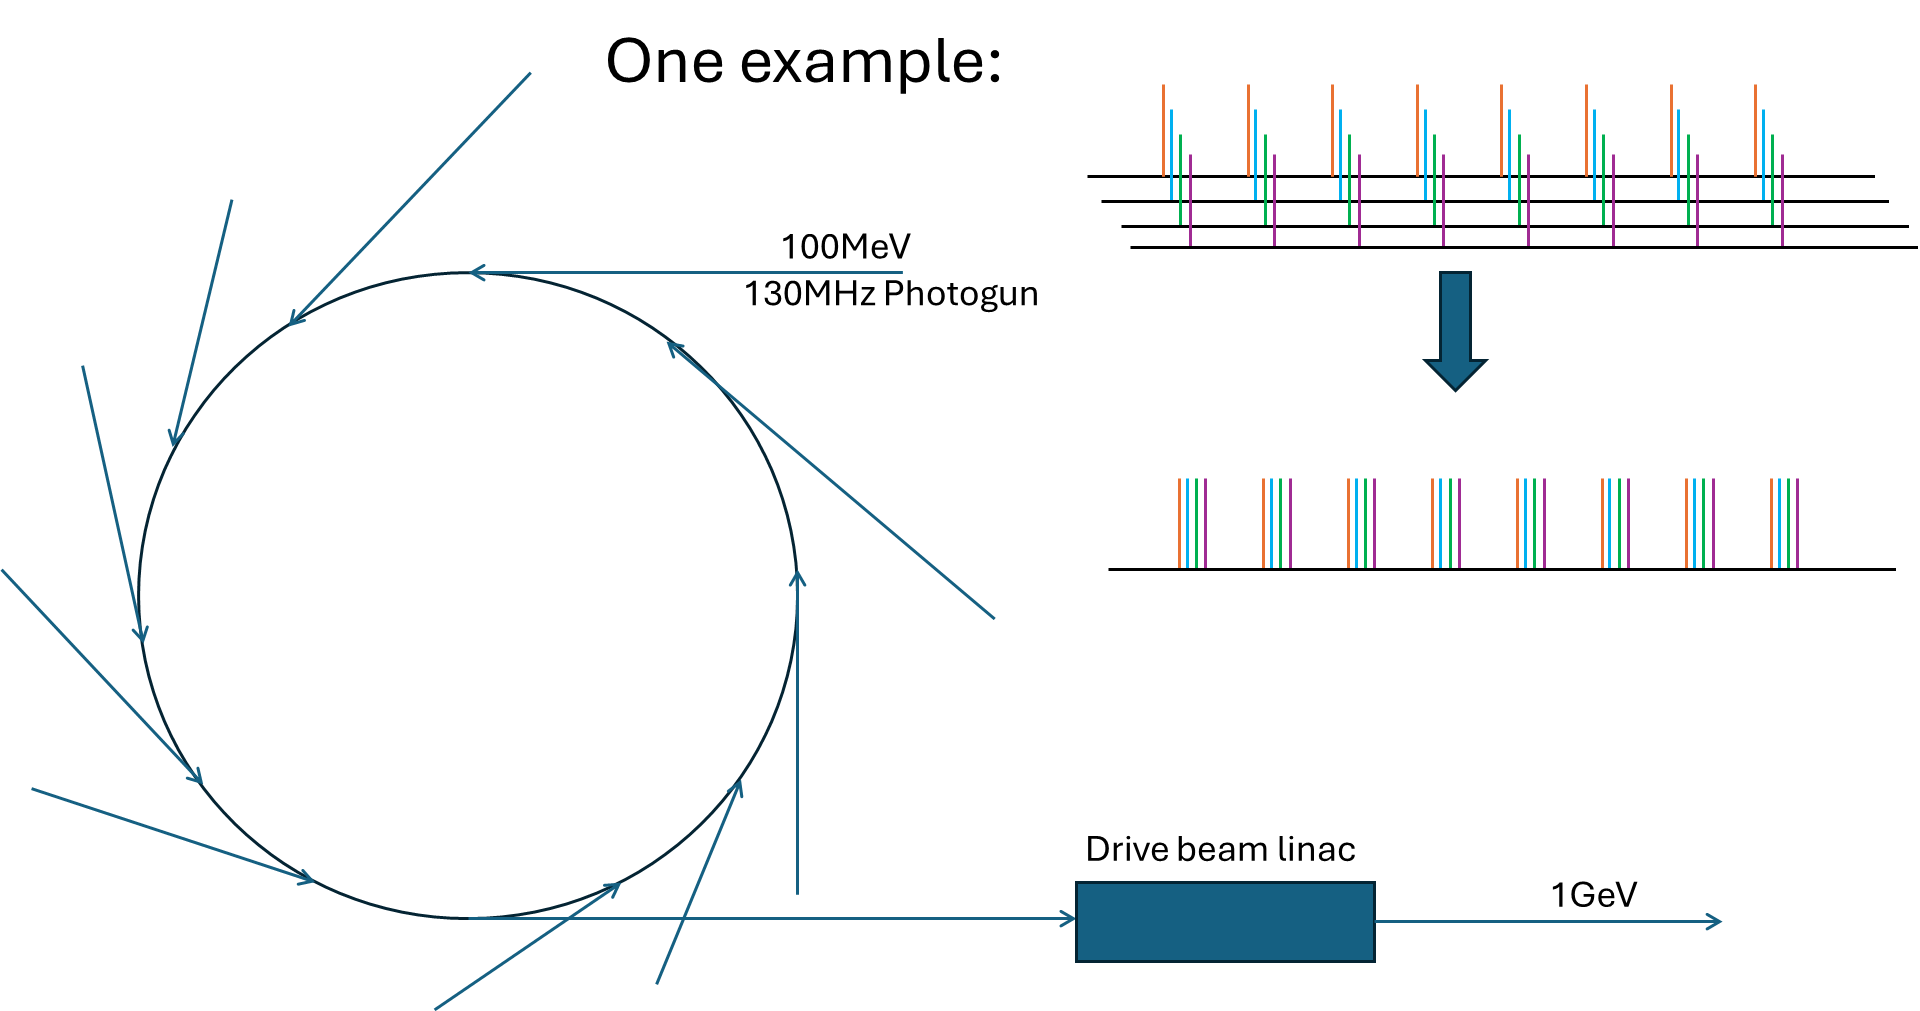 One example:
100MeV
130MHz Photogun
Drive beam linac
1GeV